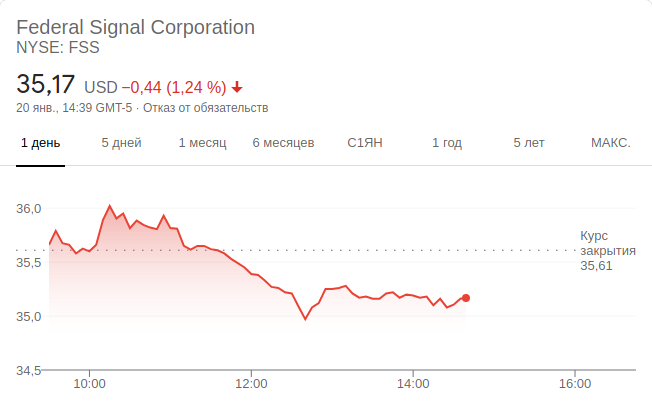 Federal Signal Corporation
NYSE: FSS
35,17 USD −0,44 (1,24 %)
20 янв., 14:39 GMT-5 · Отказ от обязательств
1 день 5 дней 1 месяц 6 месяцев С1ЯН 1 год 5 лет МАКС.
36,0
Курс
закрытия
35,61
35,5
35,0
34,5
10:00 12:00 14:00 16:00